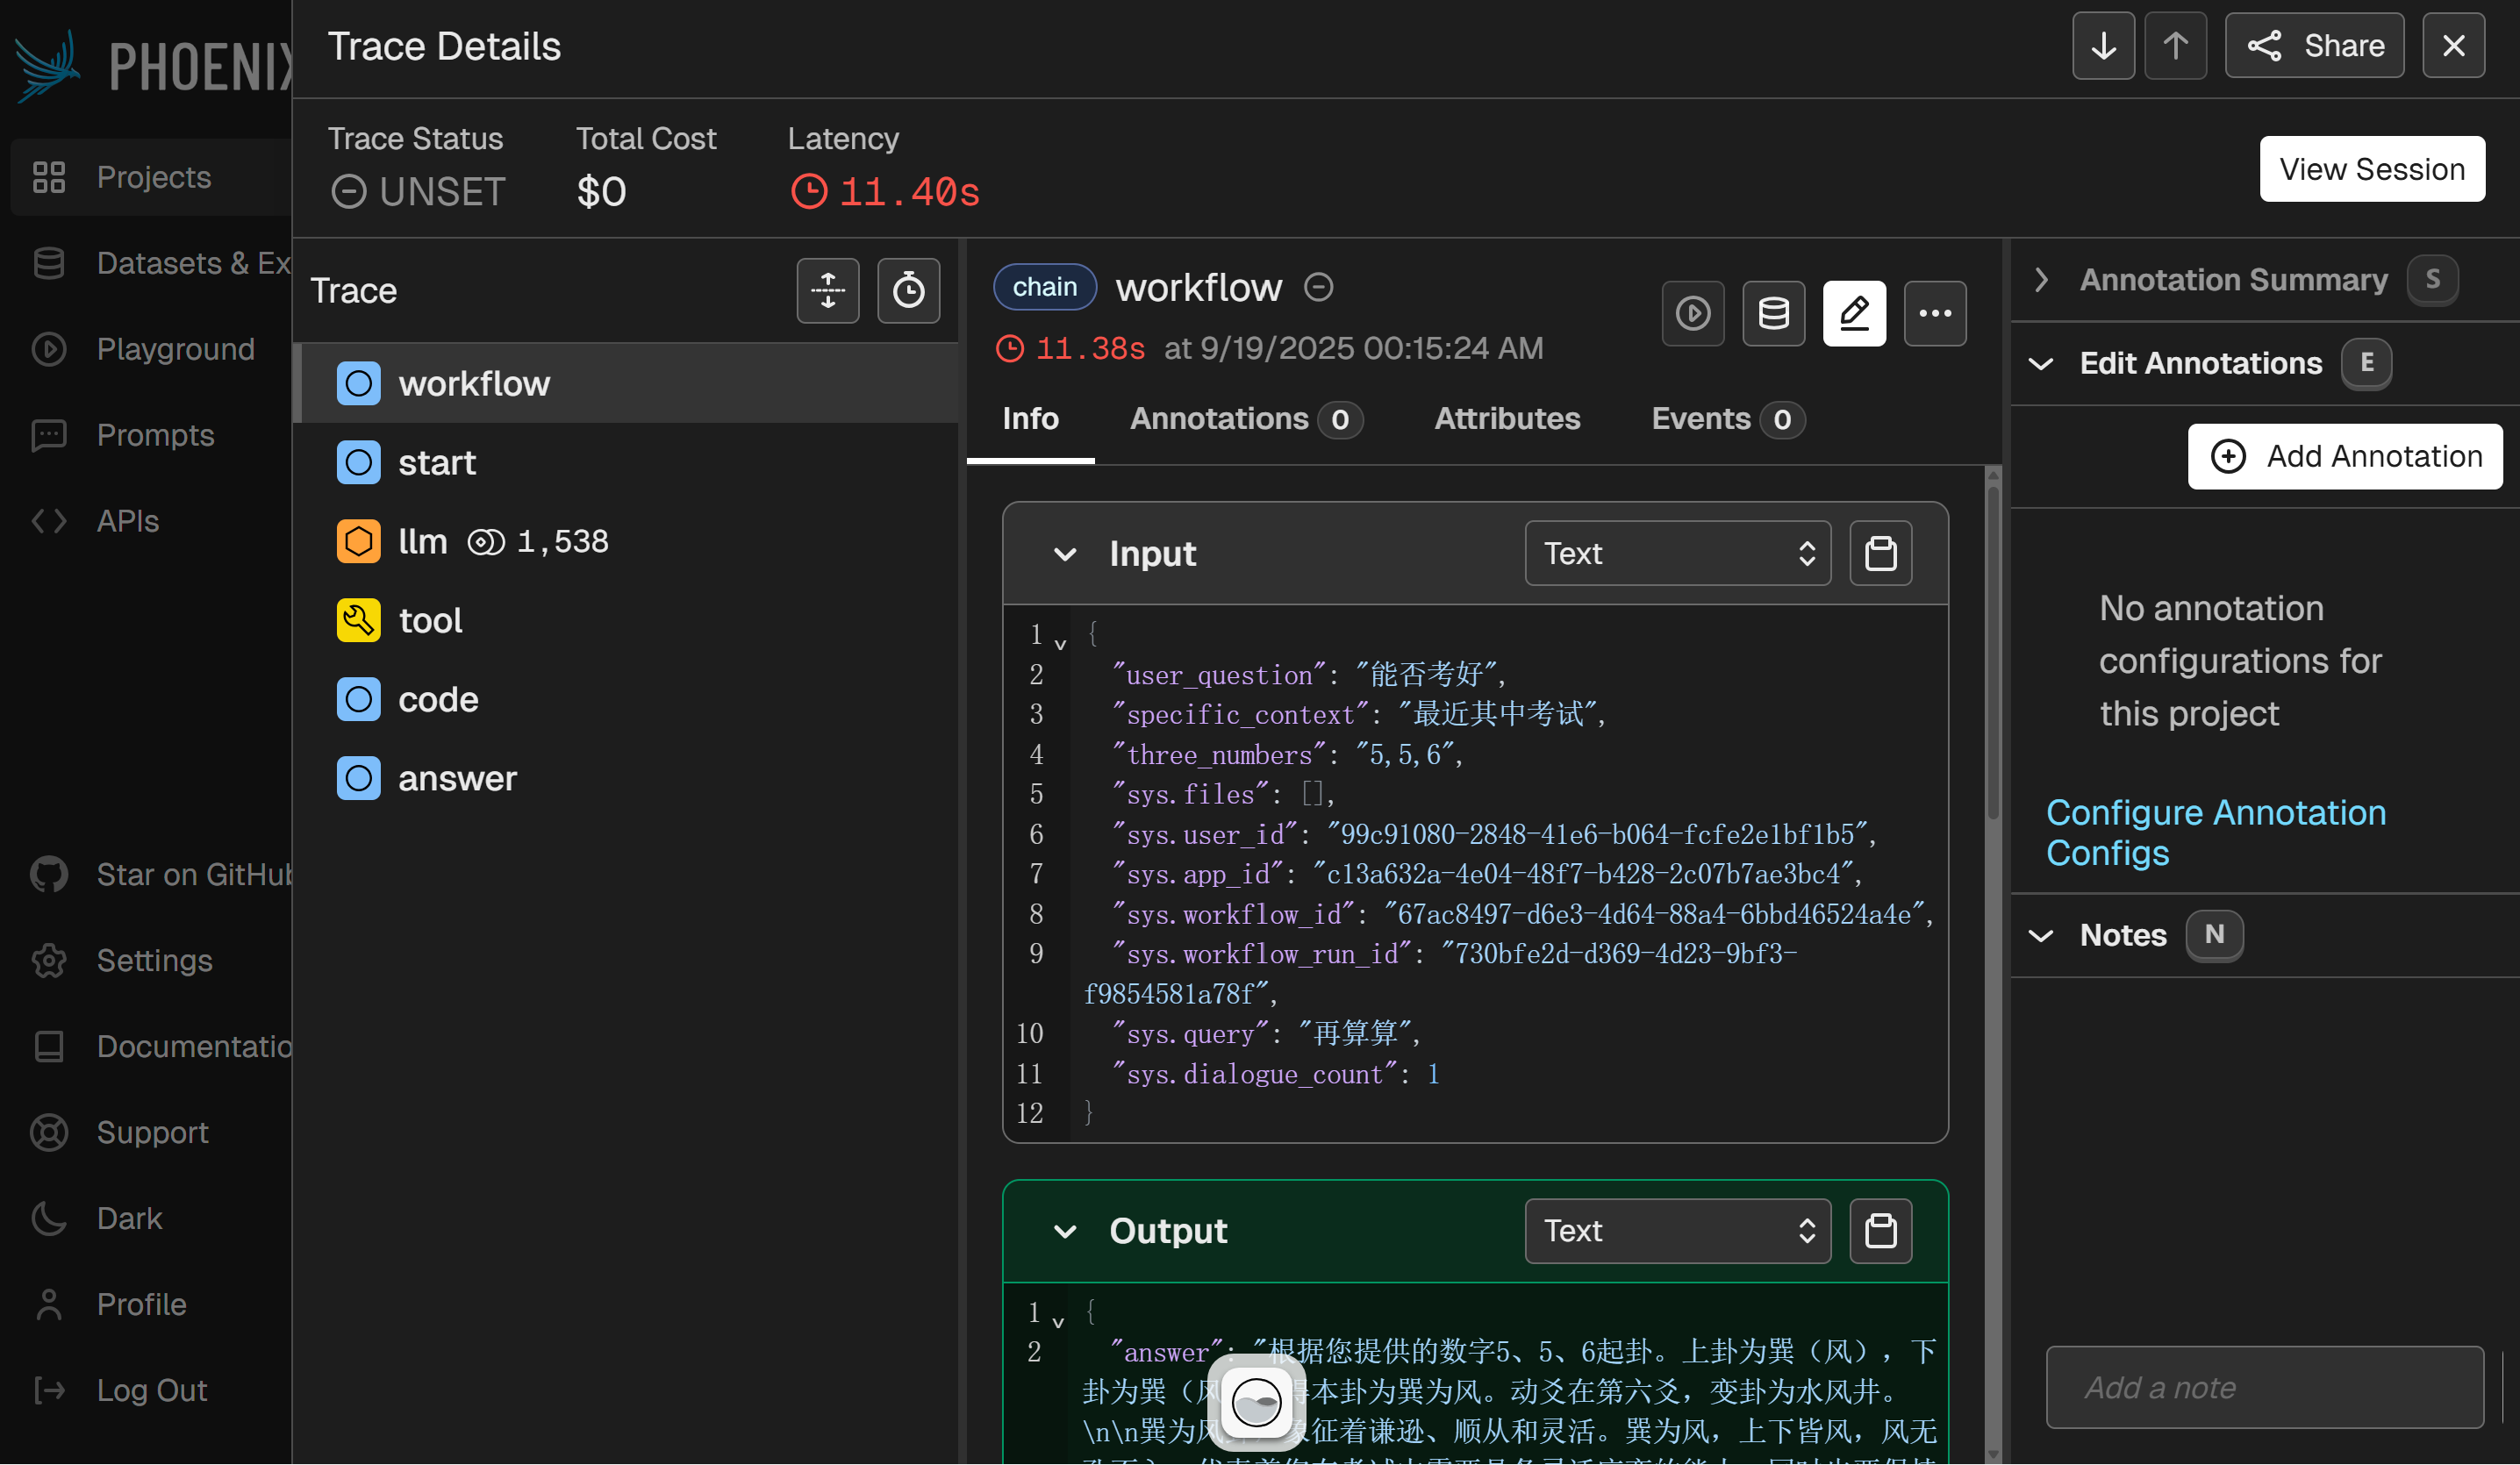 PHOENIX
Projects
Datasets & Ex
Playground
Prompts
APIs
Star on GitHub
Settings
Documentatio
Support
Dark
Profile
Log Out
Trace Details
Share
Trace Status
UNSET
Total Cost
$0
Latency
11.40s
View Session
Trace
workflow
start
llm 1,538
tool
code
answer
chain workflow
11.38s at 9/19/2025 00:15:24 AM
Info Annotations 0 Attributes Events 0
Input Text
1 {
2 "user_question": "能否考好",
3 "specific_context": "最近其中考试",
4 "three_numbers": "5,5,6",
5 "sys.files": [],
6 "sys.user_id": "99c91080-2848-41e6-b064-fcfe2e1bf1b5",
7 "sys.app_id": "c13a632a-4e04-48f7-b428-2c07b7ae3bc4",
8 "sys.workflow_id": "67ac8497-d6e3-4d64-88a4-6bbd46524a4e",
9 "sys.workflow_run_id": "730bfe2d-d369-4d23-9bf3-
f9854581a78f",
10 "sys.query": "再算算",
11 "sys.dialogue_count": 1
12 }
Output Text
1 {
2 "answer": "根据您提供的数字5、5、6起卦。上卦为巽（风），下
卦为巽（风 得本卦为巽为风。动爻在第六爻，变卦为水风井。
\n\n巽为风 象征着谦逊、顺从和灵活。巽为风，上下皆风，风无
Annotation Summary S
Edit Annotations E
Add Annotation
No annotation
configurations for
this project
Configure Annotation
Configs
Notes N
Add a note